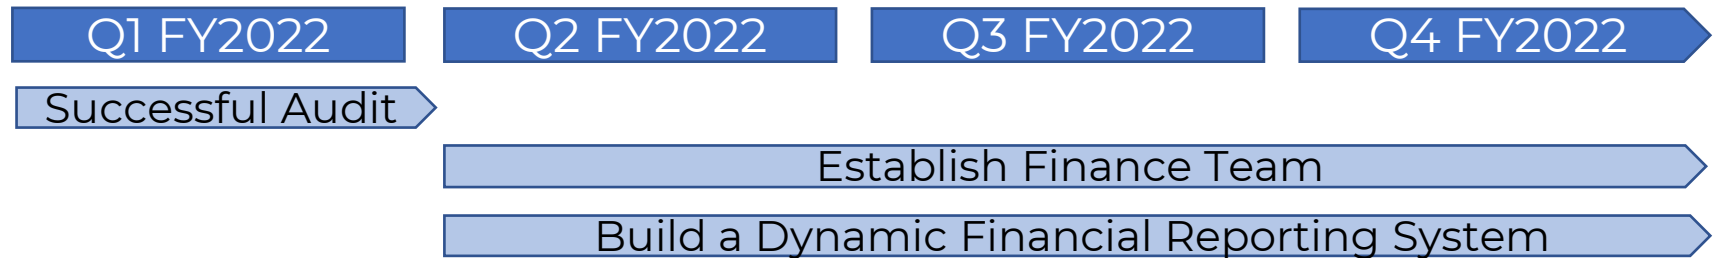 Q1 FY2022 Q2 FY2022 Q3 FY2022 Q4 FY2022
Successful Audit
Establish Finance Team
Build a Dynamic Financial Reporting System